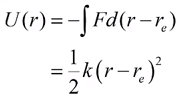 U(r) = -∫Fd(r - r_e)
= 1/2 k(r - r_e)^2